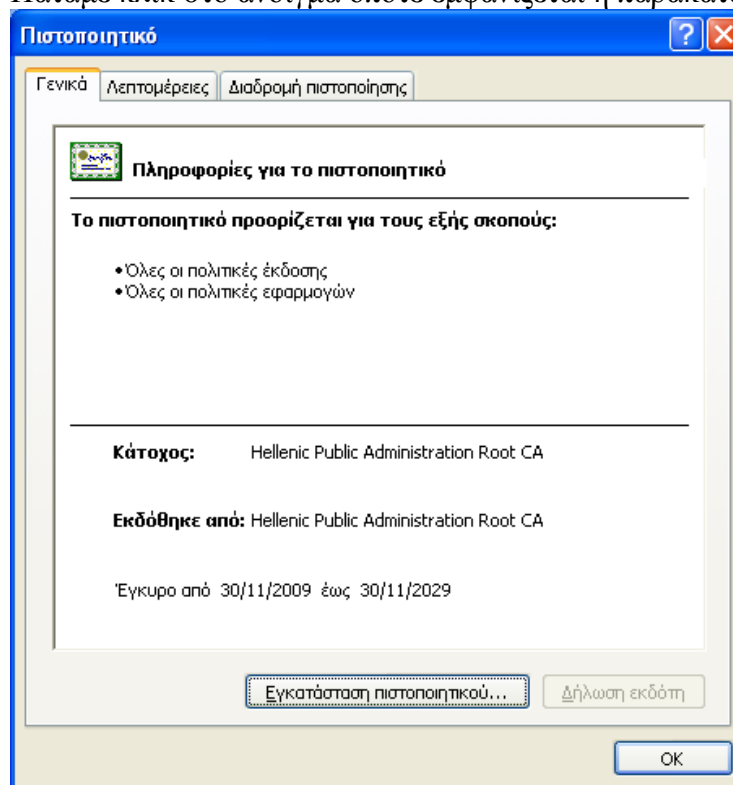 Πιστοποιητικό
Γενικά Λεπτομέρειες Διαδρομή πιστοποίησης
Πληροφορίες για το πιστοποιητικό
Το πιστοποιητικό προορίζεται για τους εξής σκοπούς:
•Όλες οι πολιτικές έκδοσης
•Όλες οι πολιτικές εφαρμογών
Κάτοχος: Hellenic Public Administration Root CA
Εκδόθηκε από: Hellenic Public Administration Root CA
Έγκυρο από 30/11/2009 έως 30/11/2029
Εγκατάσταση πιστοποιητικού... Δήλωση εκδότη
OK